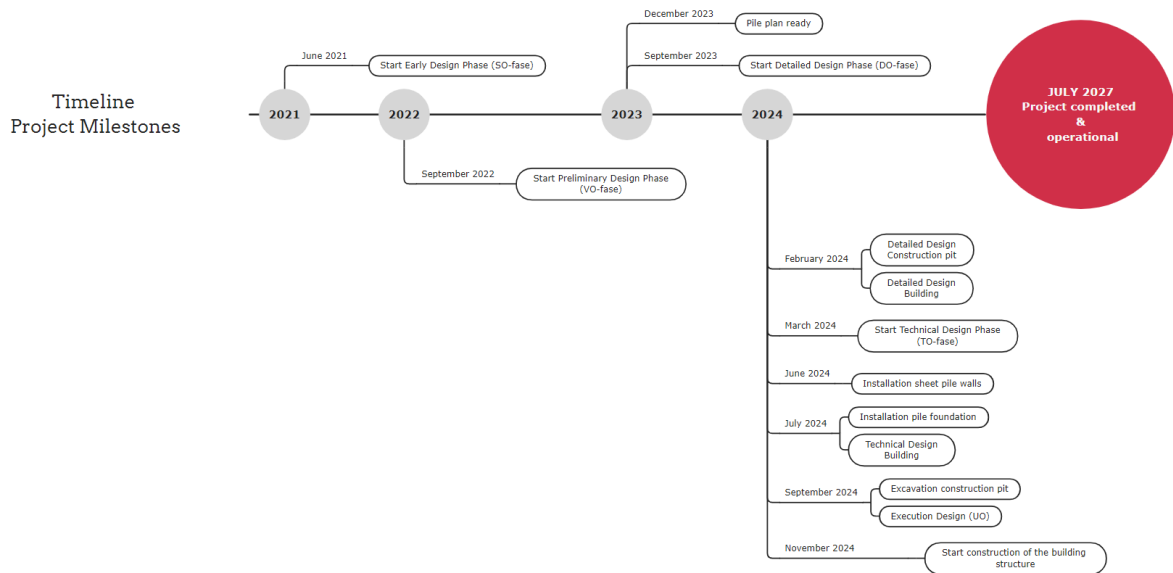 Timeline
Project Milestones
December 2023
Pile plan ready
June 2021
Start Early Design Phase (SO-fase)
September 2023
Start Detailed Design Phase (DO-fase)
2021
2022
2023
2024
JULY 2027
Project completed
&
operational
September 2022
Start Preliminary Design Phase
(VO-fase)
February 2024
Detailed Design
Construction pit
Detailed Design
Building
March 2024
Start Technical Design Phase
(TO-fase)
June 2024
Installation sheet pile walls
July 2024
Installation pile foundation
Technical Design
Building
September 2024
Excavation construction pit
Execution Design (UO)
November 2024
Start construction of the building
structure